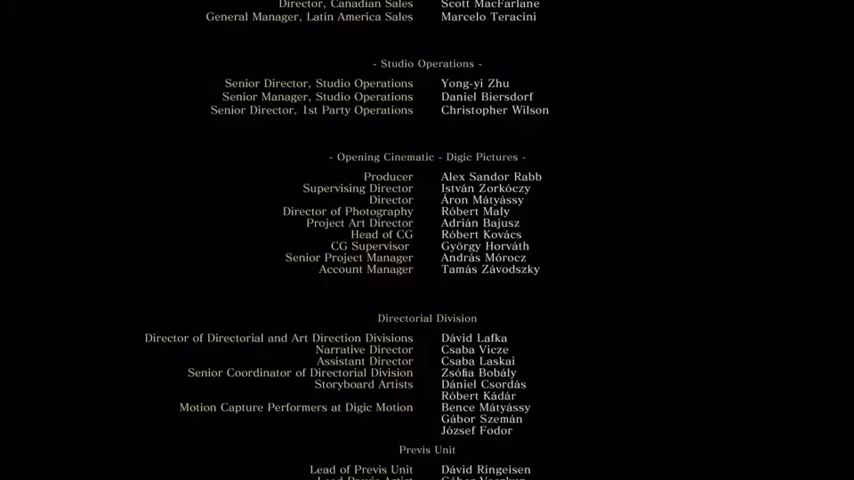 Director, Canadian Sales Scott MacFarlane
General Manager, Latin America Sales Marcelo Teracini
- Studio Operations -
Senior Director, Studio Operations Yong-yi Zhu
Senior Manager, Studio Operations Daniel Biersdorf
Senior Director, 1st Party Operations Christopher Wilson
- Opening Cinematic - Digic Pictures -
Producer Alex Sandor Rabb
Supervising Director István Zorkóczy
Director Áron Mátyássy
Director of Photography Róbert Maly
Project Art Director Adrián Bajusz
Head of CG Róbert Kovács
CG Supervisor György Horváth
Senior Project Manager András Mórocz
Account Manager Tamás Závodszky
Directorial Division
Director of Directorial and Art Direction Divisions Dávid Lafka
Narrative Director Csaba Vicze
Assistant Director Csaba Laskai
Senior Coordinator of Directorial Division Zsófia Bobály
Storyboard Artists Dániel Csordás
Róbert Kádár
Motion Capture Performers at Digic Motion Bence Mátyássy
Gábor Szemán
József Fodor
Previs Unit
Lead of Previs Unit Dávid Ringeisen